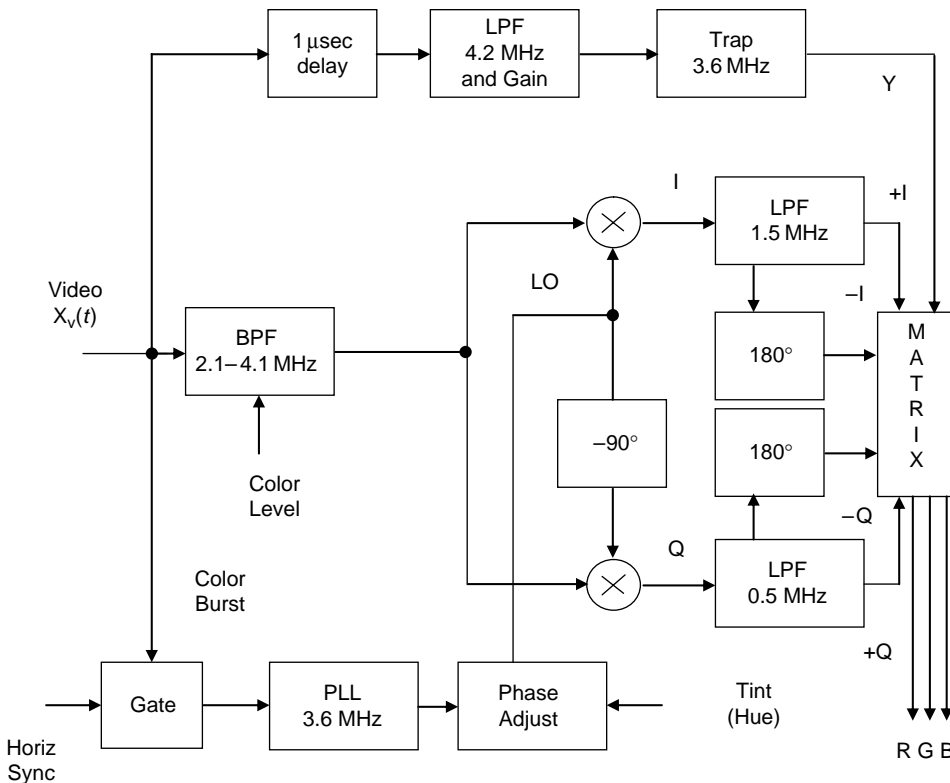 1 μsec
delay
LPF
4.2 MHz
and Gain
Trap
3.6 MHz
Y
I
LPF
1.5 MHz
+I
–I
LO
Video
Xv(t)
BPF
2.1–4.1 MHz
180°
M
A
T
R
I
X
–90°
180°
Color
Level
–Q
Q
LPF
0.5 MHz
Color
Burst
+Q
Gate
PLL
3.6 MHz
Phase
Adjust
Tint
(Hue)
Horiz
Sync
R G B